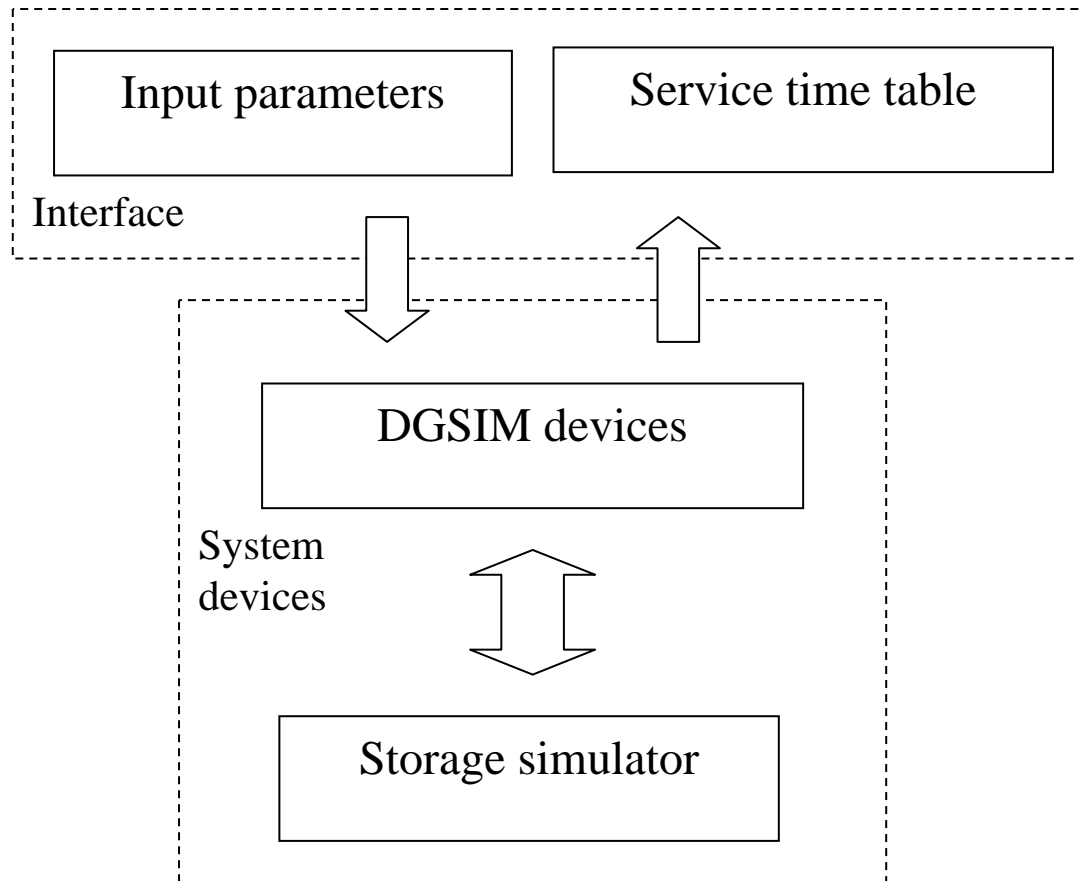 Input parameters
Service time table
Interface
DGSIM devices
System
devices
Storage simulator